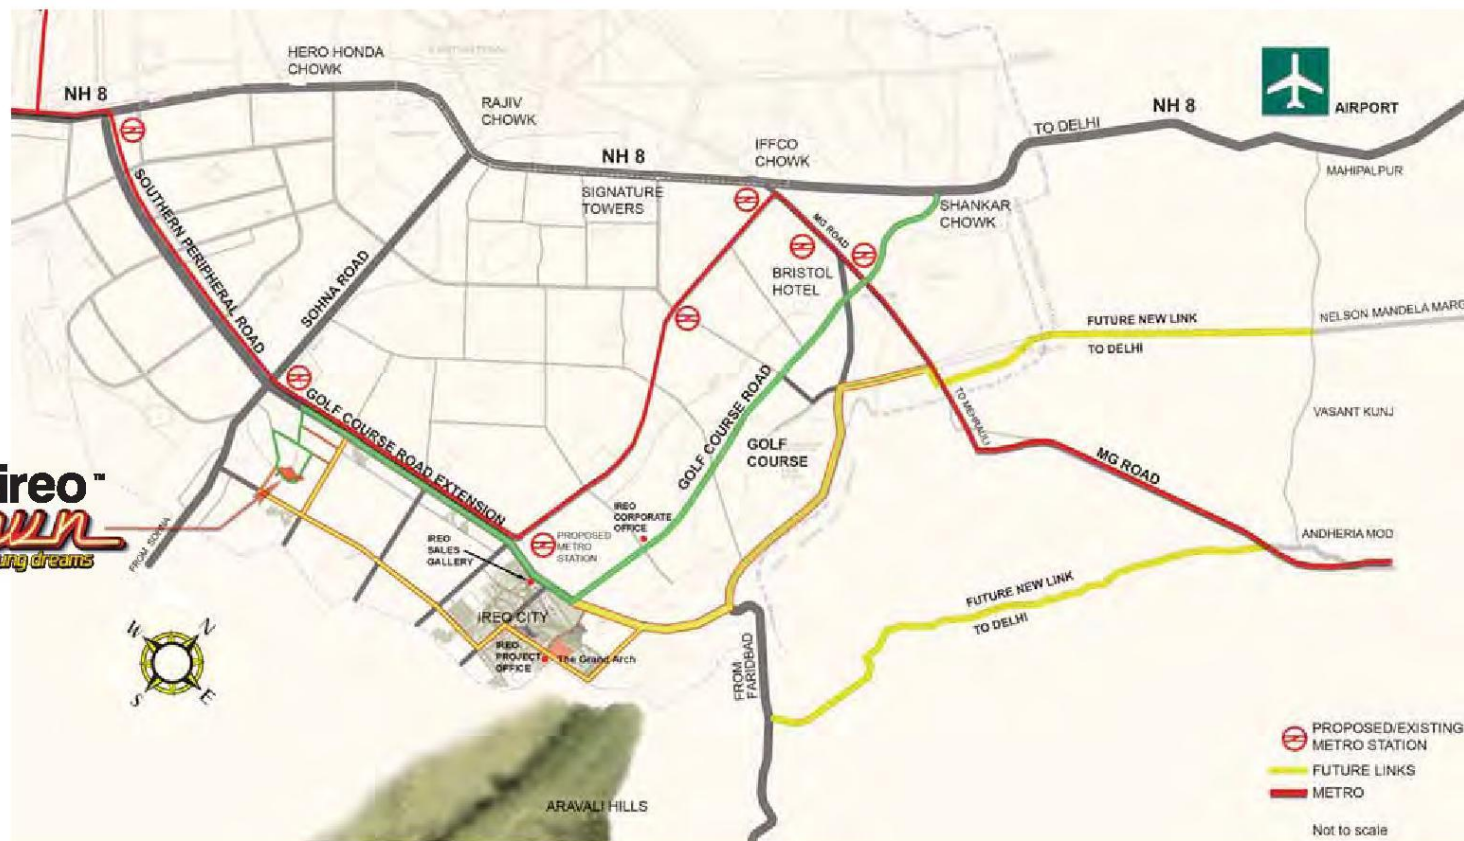 HERO HONDA
CHOWK
NH 8
RAJIV
CHOWK
NH 8
IFFCO
CHOWK
TO DELHI
NH 8
AIRPORT
MAHIPALPUR
SIGNATURE
TOWERS
MG ROAD
SHANKAR
CHOWK
SOUTHERN PERIPHERAL ROAD
SOHNA ROAD
BRISTOL
HOTEL
FUTURE NEW LINK
TO DELHI
NELSON MANDELA MARG
GOLF COURSE ROAD EXTENSION
GOLF COURSE ROAD
GOLF
COURSE
TO MEHRAULI
VASANT KUNJ
MG ROAD
ireo™
FROM SOHNA
IREO
CORPORATE
OFFICE
IREO
SALES
GALLERY
PROPOSED
METRO
STATION
ANDHERIA MOD
FUTURE NEW LINK
TO DELHI
IREO CITY
IREO
PROJECT
OFFICE
The Grand Arch
FROM
FARIDBAD
W
N
S
E
ARAVALI HILLS
PROPOSED/EXISTING
METRO STATION
FUTURE LINKS
METRO
Not to scale